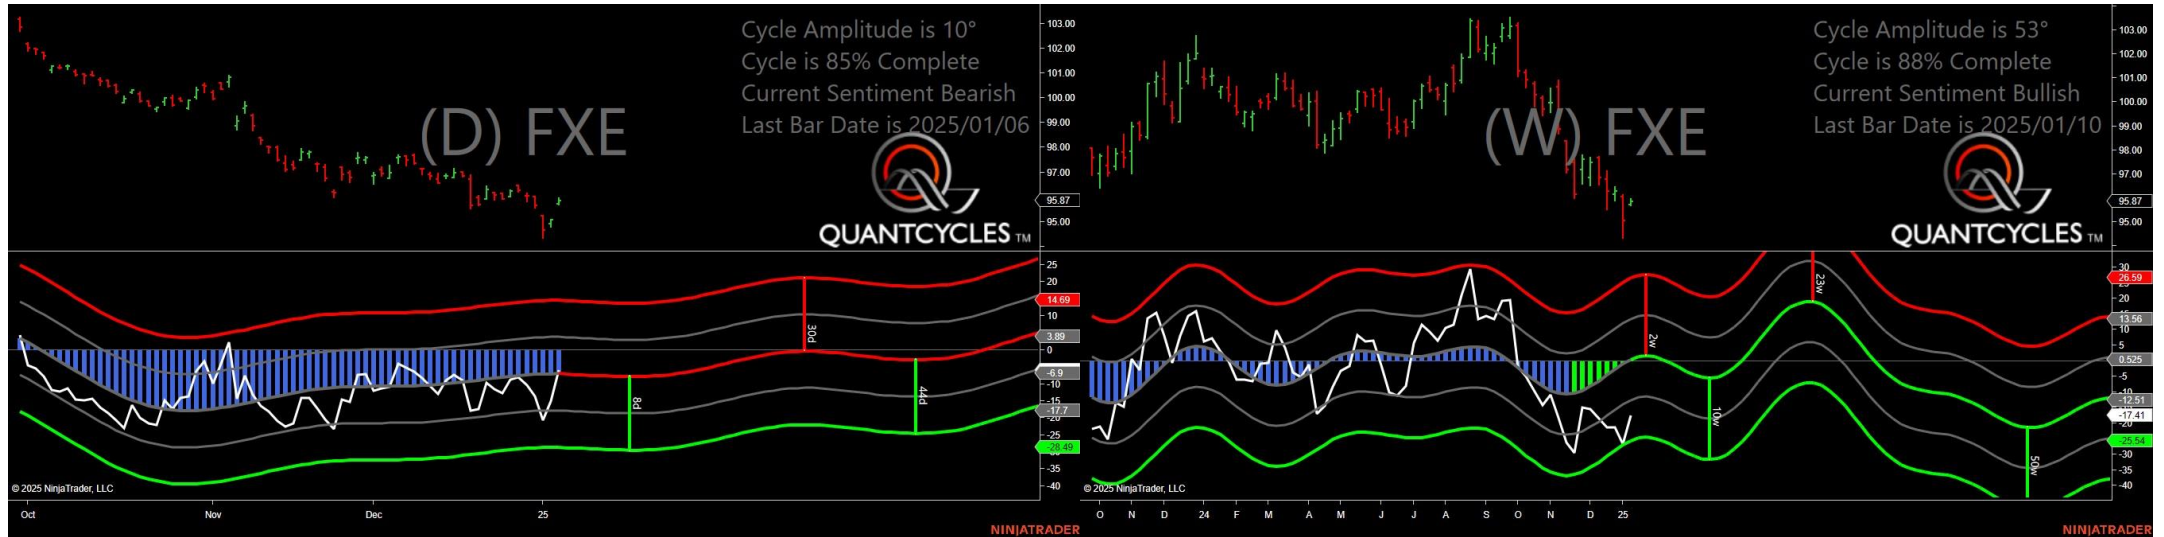 Cycle Amplitude is 10°
Cycle is 85% Complete
Current Sentiment Bearish
Last Bar Date is 2025/01/06
(D) FXE
QUANTCYCLES TM
103.00
102.00
101.00
100.00
99.00
98.00
97.00
95.87
95.00
25
20
14.69
10
3.89
0
-6.9
-10
-17.7
-25
-28.49
-35
-40
30d
8d
44d
© 2025 NinjaTrader, LLC
Oct
Nov
Dec
25
NINJATRADER
Cycle Amplitude is 53°
Cycle is 88% Complete
Current Sentiment Bullish
Last Bar Date is 2025/01/10
(W) FXE
QUANTCYCLES TM
103.00
102.00
101.00
100.00
99.00
98.00
97.00
95.87
95.00
30
26.59
20
13.56
10
5
0.525
-5
-12.51
-17.41
-25.54
-30
-35
-40
2w
10w
23w
50w
© 2025 NinjaTrader, LLC
O N D 24 F M A M J J A S O N D 25
NINJATRADER